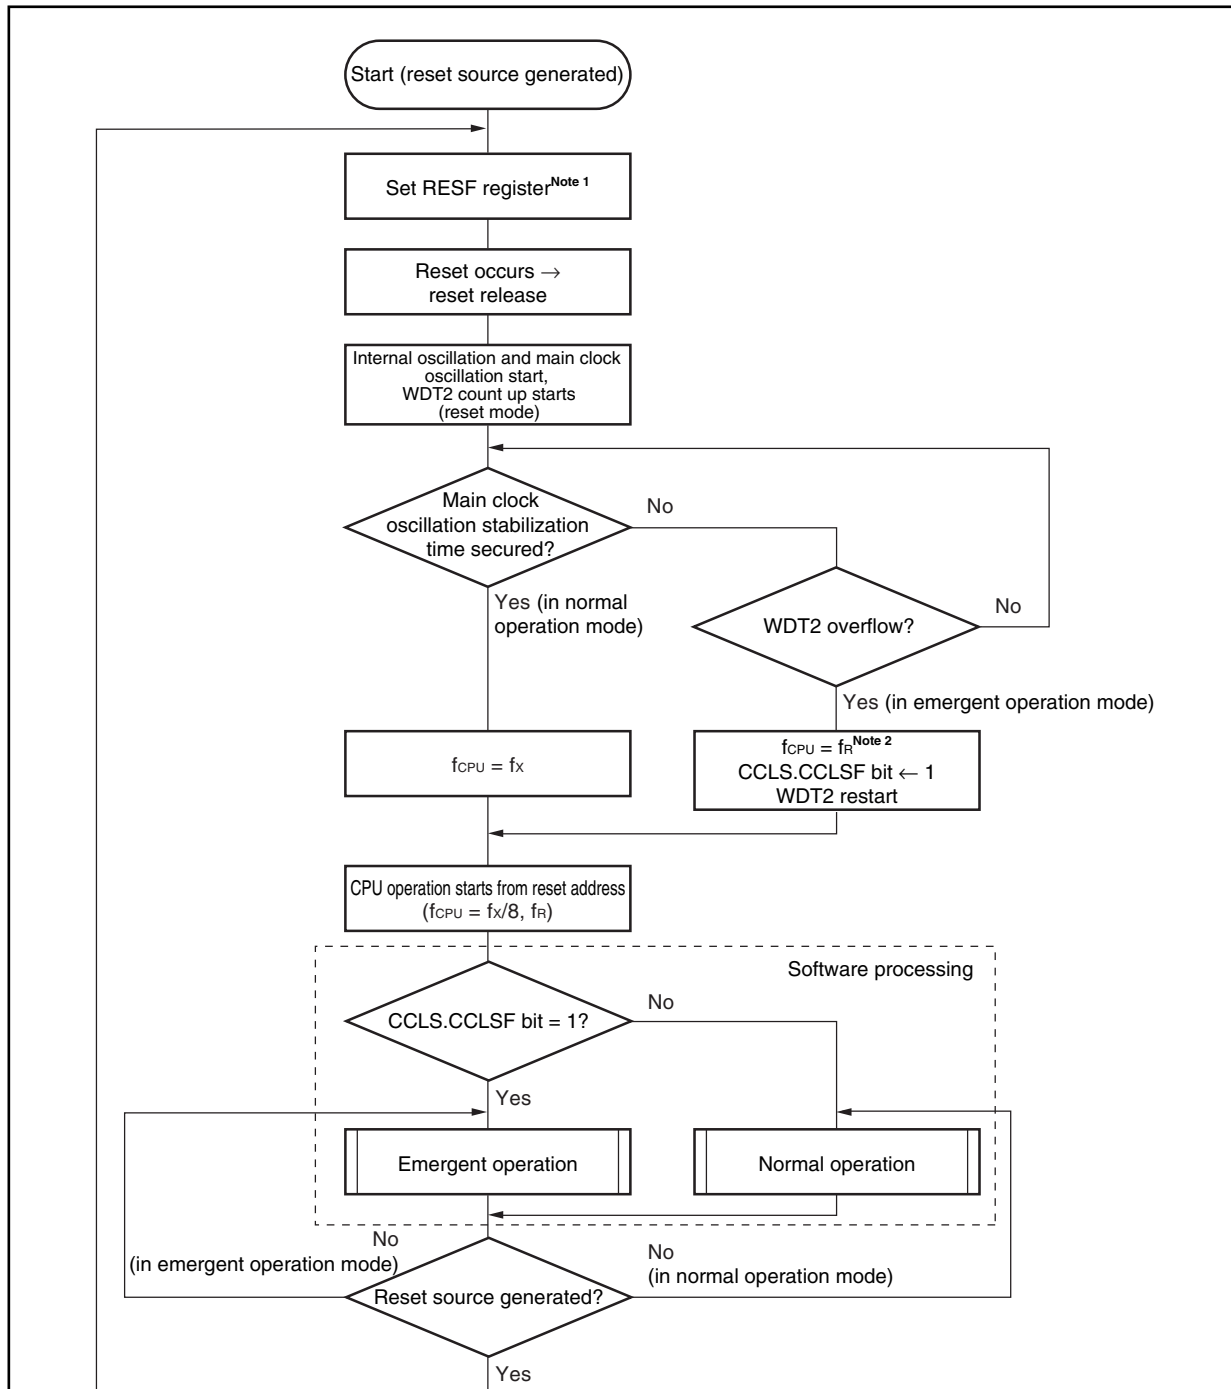 Start (reset source generated)
Set RESF registerNote 1
Reset occurs →
reset release
Internal oscillation and main clock
oscillation start,
WDT2 count up starts
(reset mode)
Main clock
oscillation stabilization
time secured?
No
Yes (in normal
operation mode)
WDT2 overflow?
No
Yes (in emergent operation mode)
fCPU = fX
fCPU = fRNote 2
CCLS.CCLSF bit ← 1
WDT2 restart
CPU operation starts from reset address
(fCPU = fX/8, fR)
Software processing
CCLS.CCLSF bit = 1?
No
Yes
Emergent operation
Normal operation
No
(in emergent operation mode)
No
(in normal operation mode)
Reset source generated?
Yes